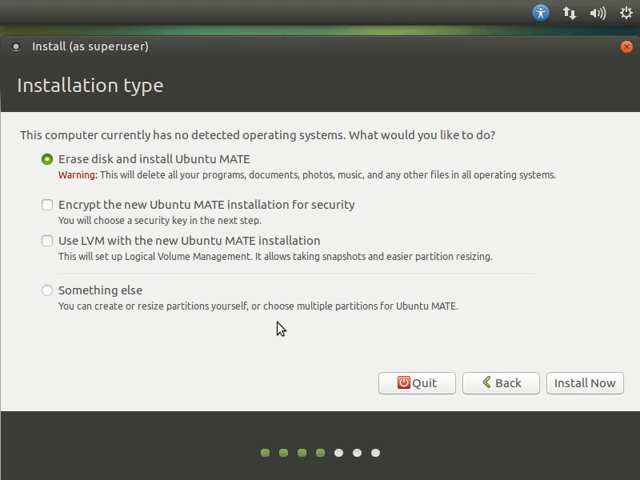 Install (as superuser)
Installation type
This computer currently has no detected operating systems. What would you like to do?
Erase disk and install Ubuntu MATE
Warning: This will delete all your programs, documents, photos, music, and any other files in all operating systems.
Encrypt the new Ubuntu MATE installation for security
You will choose a security key in the next step.
Use LVM with the new Ubuntu MATE installation
This will set up Logical Volume Management. It allows taking snapshots and easier partition resizing.
Something else
You can create or resize partitions yourself, or choose multiple partitions for Ubuntu MATE.
Quit
Back
Install Now